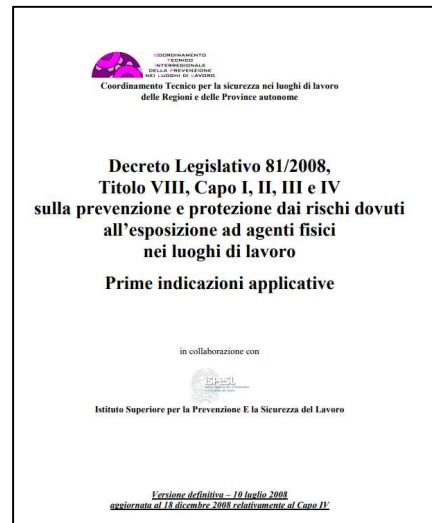 COORDINAMENTO
TECNICO
INTERREGIONALE
DELLA PREVENZIONE
NEI LUOGHI DI LAVORO
Coordinamento Tecnico per la sicurezza nei luoghi di lavoro
delle Regioni e delle Province autonome
Decreto Legislativo 81/2008,
Titolo VIII, Capo I, II, III e IV
sulla prevenzione e protezione dai rischi dovuti
all'esposizione ad agenti fisici
nei luoghi di lavoro
Prime indicazioni applicative
in collaborazione con
ispesl
Istituto Superiore per la Prevenzione E la Sicurezza del Lavoro
Versione definitiva – 10 luglio 2008
aggiornata al 18 dicembre 2008 relativamente al Capo IV